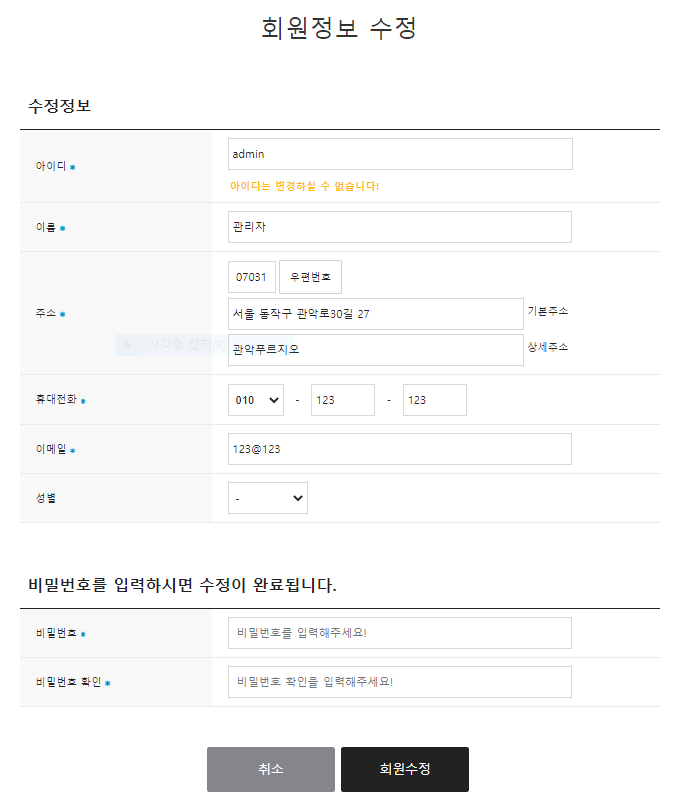 회원정보 수정
수정정보
아이디 *
admin
아이디는 변경하실 수 없습니다!
이름 *
관리자
주소 *
07031 우편번호
서울 동작구 관악로30길 27 기본주소
사각형 캡처(R)
관악푸르지오 상세주소
휴대전화 *
010 - 123 - 123
이메일 *
123@123
성별
-
비밀번호를 입력하시면 수정이 완료됩니다.
비밀번호 *
비밀번호를 입력해주세요!
비밀번호 확인 *
비밀번호 확인을 입력해주세요!
취소 회원수정